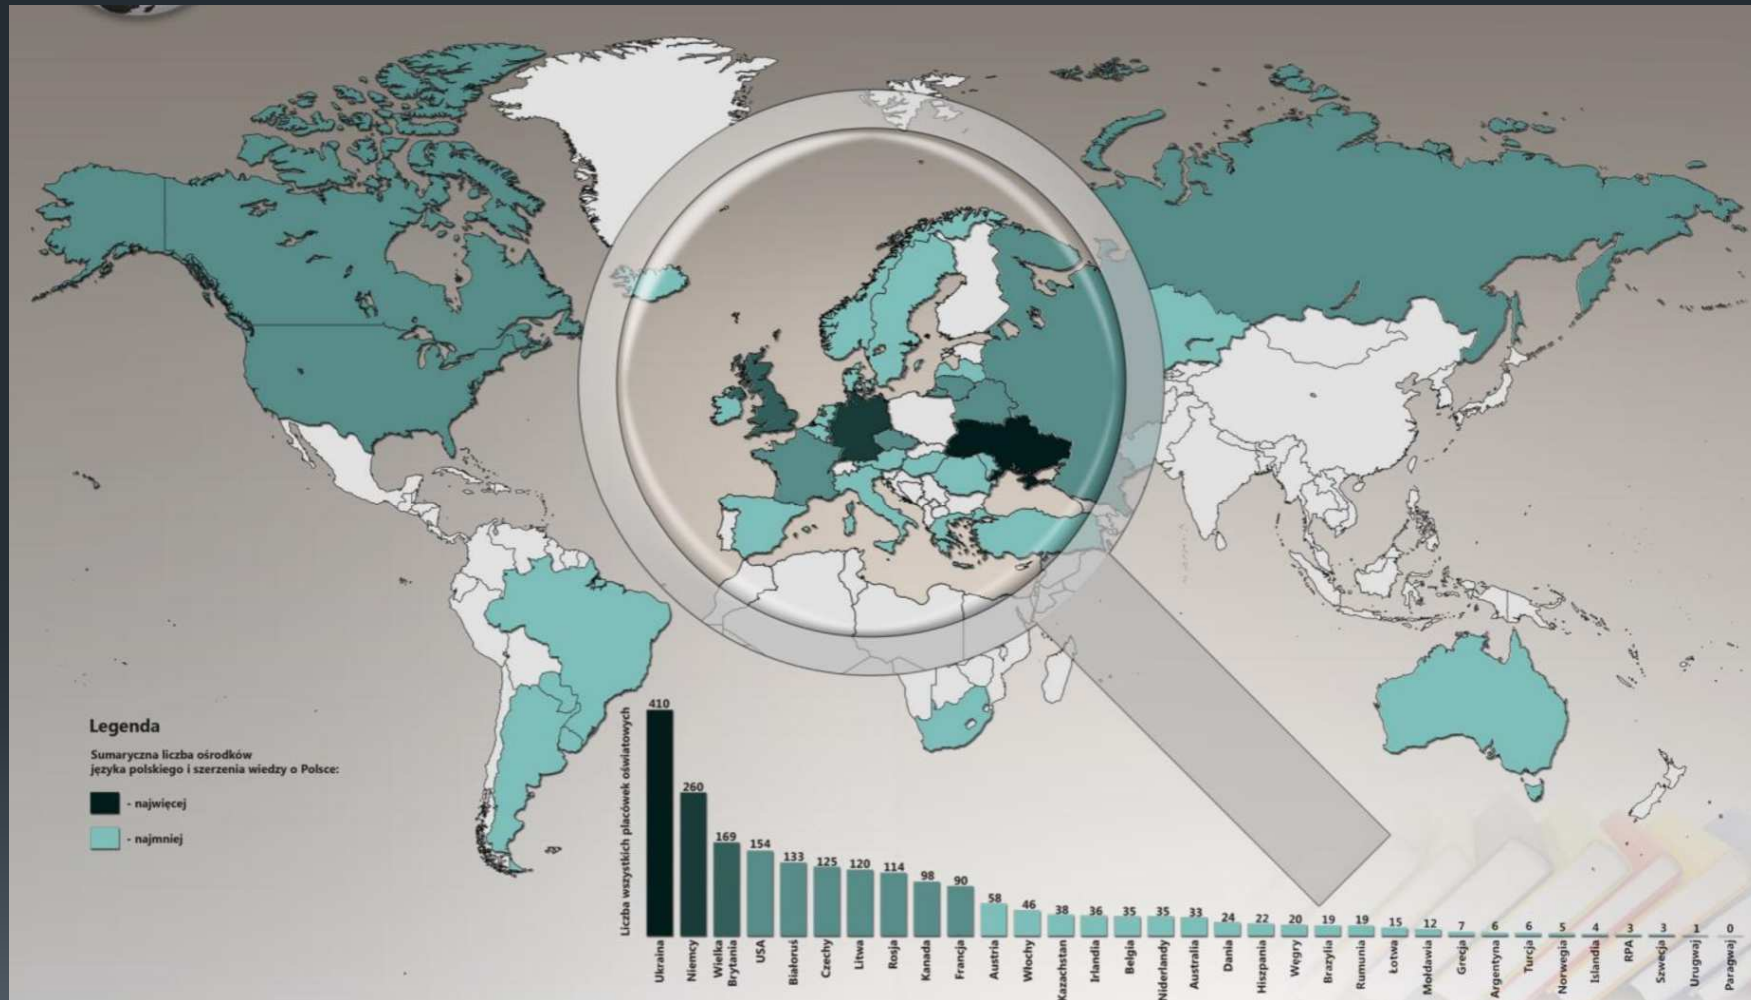 Legenda
Sumaryczna liczba ośrodków
języka polskiego i szerzenia wiedzy o Polsce:
- najwięcej
- najmniej
Liczba wszystkich placówek oświatowych
410
260
169
154
133
125
120
114
98
90
58
46
38
36
35
35
33
24
22
20
19
19
15
12
7
6
6
5
4
3
3
1
0
Ukraina
Niemcy
Wielka
Brytania
USA
Białoruś
Czechy
Litwa
Rosja
Kanada
Francja
Austria
Włochy
Kazachstan
Irlandia
Belgia
Niderlandy
Australia
Dania
Hiszpania
Węgry
Brazylia
Rumunia
Łotwa
Mołdawia
Grecja
Argentyna
Turcja
Norwegia
Islandia
RPA
Szwecja
Urugwaj
Paragwaj